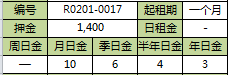 编号 R0201-0017 起租期 一个月
押金 1,400 日租金 -
周日金 月日金 季日金 半年日金 年日金
— 10 6 4 3